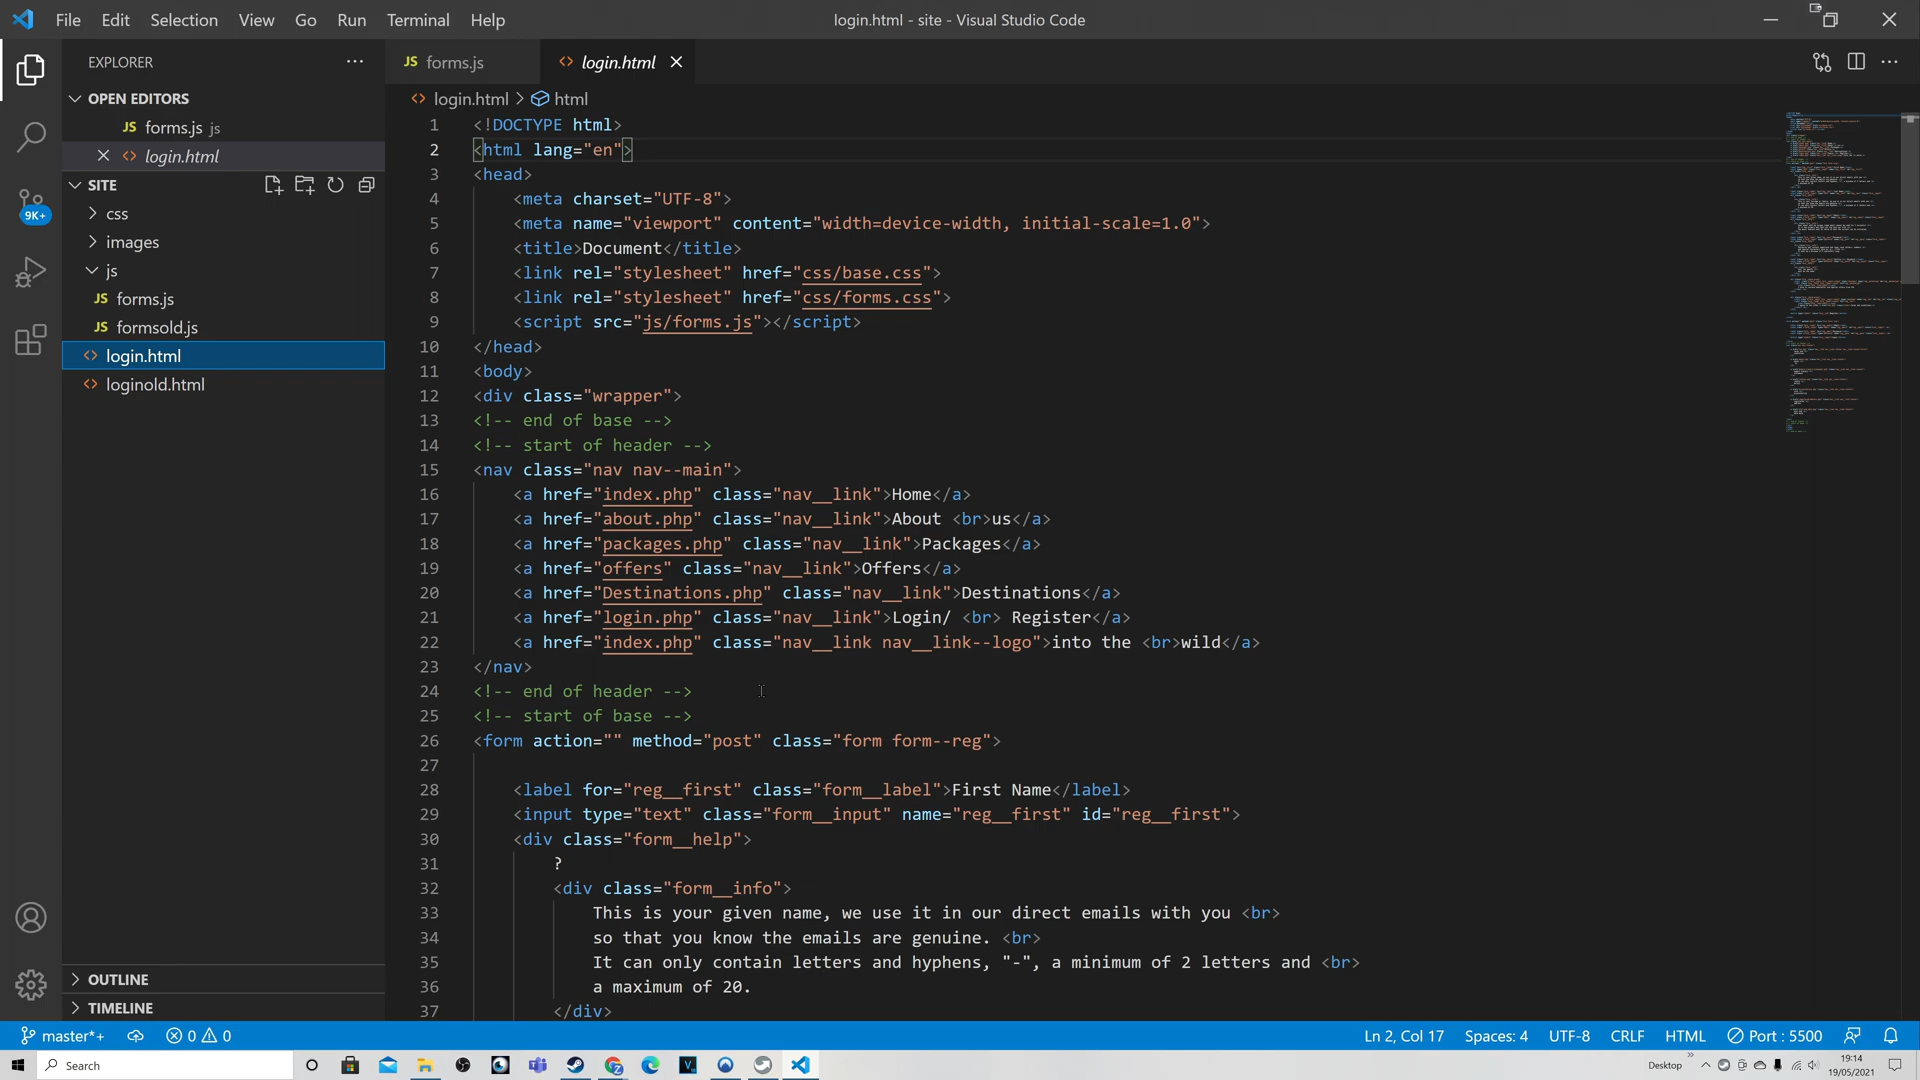 File Edit Selection View Go Run Terminal Help
login.html - site - Visual Studio Code
EXPLORER
OPEN EDITORS
JS forms.js js
login.html
SITE
css
images
js
JS forms.js
JS formsold.js
login.html
loginold.html
OUTLINE
TIMELINE
9K+
JS forms.js
login.html
login.html > html
1 <!DOCTYPE html>
2 <html lang="en">
3 <head>
4 <meta charset="UTF-8">
5 <meta name="viewport" content="width=device-width, initial-scale=1.0">
6 <title>Document</title>
7 <link rel="stylesheet" href="css/base.css">
8 <link rel="stylesheet" href="css/forms.css">
9 <script src="js/forms.js"></script>
10 </head>
11 <body>
12 <div class="wrapper">
13 <!-- end of base -->
14 <!-- start of header -->
15 <nav class="nav nav--main">
16 <a href="index.php" class="nav__link">Home</a>
17 <a href="about.php" class="nav__link">About <br>us</a>
18 <a href="packages.php" class="nav__link">Packages</a>
19 <a href="offers" class="nav__link">Offers</a>
20 <a href="Destinations.php" class="nav__link">Destinations</a>
21 <a href="login.php" class="nav__link">Login/ <br> Register</a>
22 <a href="index.php" class="nav__link nav__link--logo">into the <br>wild</a>
23 </nav>
24 <!-- end of header -->
25 <!-- start of base -->
26 <form action="" method="post" class="form form--reg">
27
28 <label for="reg__first" class="form__label">First Name</label>
29 <input type="text" class="form__input" name="reg__first" id="reg__first">
30 <div class="form__help">
31 ?
32 <div class="form__info">
33 This is your given name, we use it in our direct emails with you <br>
34 so that you know the emails are genuine. <br>
35 It can only contain letters and hyphens, "-", a minimum of 2 letters and <br>
36 a maximum of 20.
37 </div>
master*+ 0 0
Ln 2, Col 17 Spaces: 4 UTF-8 CRLF HTML Port : 5500
Search
Desktop
19:14
19/05/2021